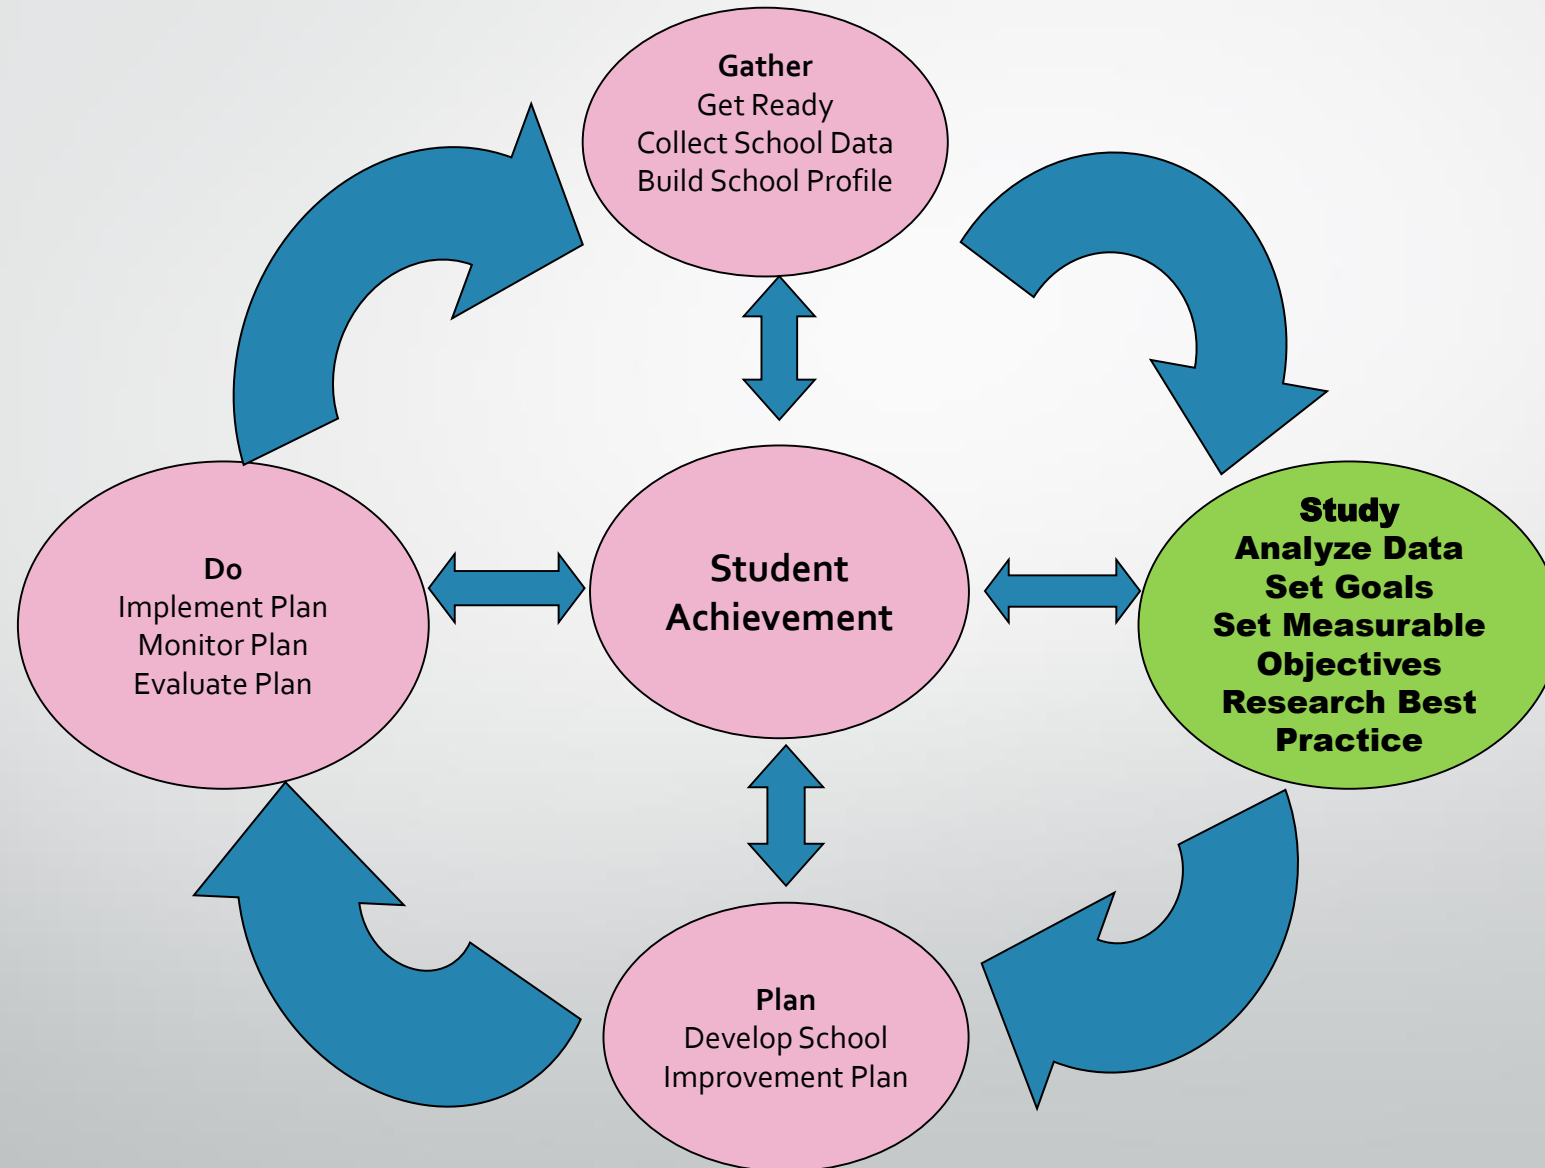 Gather
Get Ready
Collect School Data
Build School Profile
Do
Implement Plan
Monitor Plan
Evaluate Plan
Student
Achievement
Study
Analyze Data
Set Goals
Set Measurable
Objectives
Research Best
Practice
Plan
Develop School
Improvement Plan